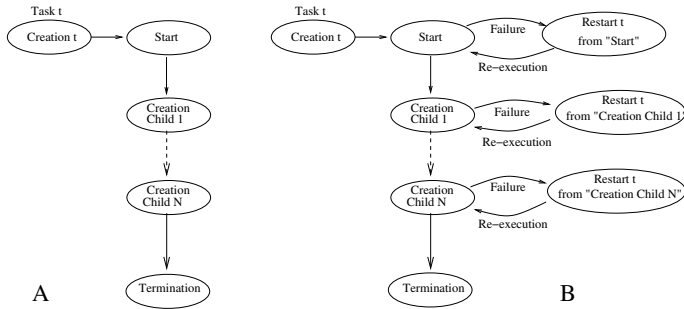 Task t
Creation t
Start
Creation
Child 1
Creation
Child N
Termination
A
Task t
Creation t
Start
Failure
Re−execution
Restart t
from "Start"
Creation
Child 1
Failure
Re−execution
Restart t
from "Creation Child 1"
Creation
Child N
Failure
Re−execution
Restart t
from "Creation Child N"
Termination
B